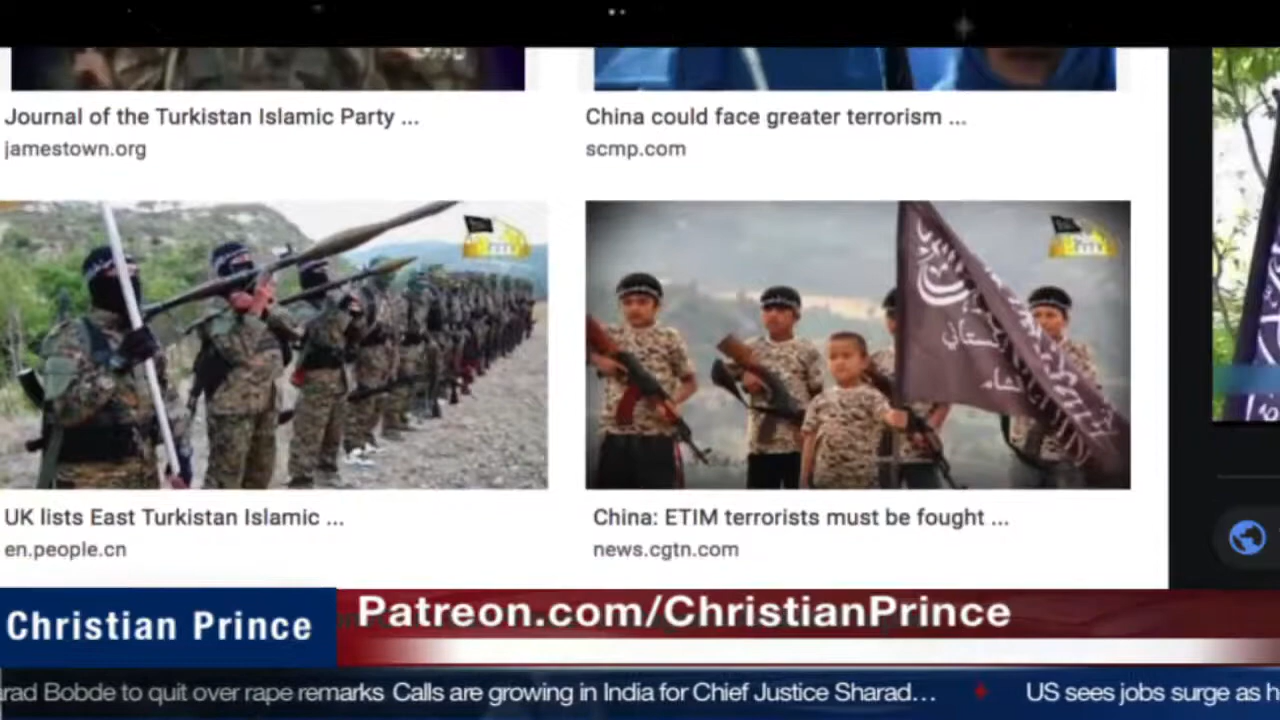 Journal of the Turkistan Islamic Party ...
jamestown.org
China could face greater terrorism ...
scmp.com
UK lists East Turkistan Islamic ...
en.people.cn
China: ETIM terrorists must be fought ...
news.cgtn.com
Christian Prince
Patreon.com/ChristianPrince
rad Bobde to quit over rape remarks Calls are growing in India for Chief Justice Sharad...
US sees jobs surge as h